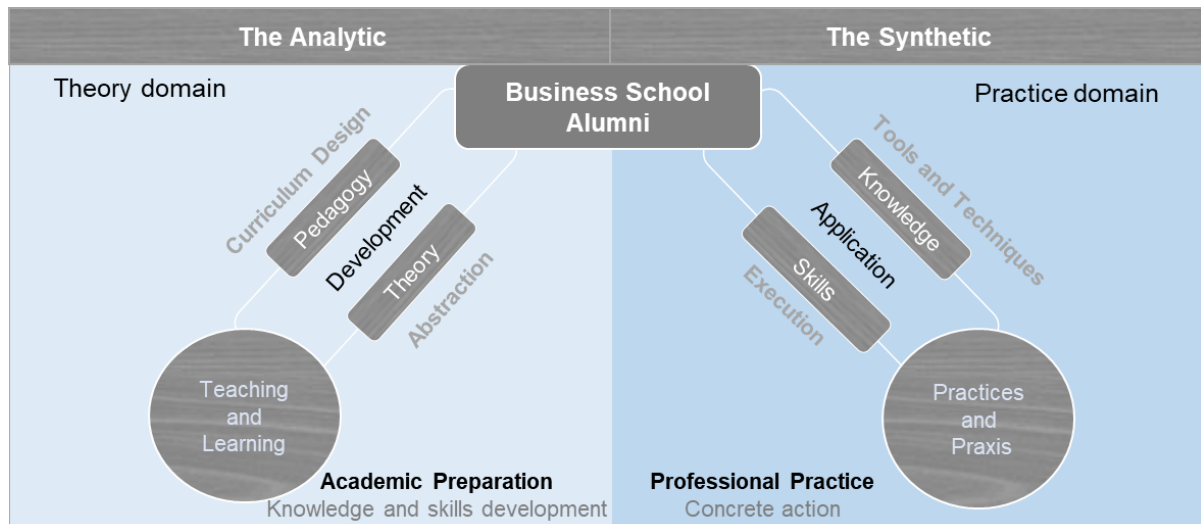 The Analytic
The Synthetic
Theory domain
Business School
Alumni
Practice domain
Curriculum Design
Pedagogy
Development
Theory
Abstraction
Tools and Techniques
Knowledge
Application
Skills
Execution
Teaching
and
Learning
Practices
and
Praxis
Academic Preparation
Knowledge and skills development
Professional Practice
Concrete action